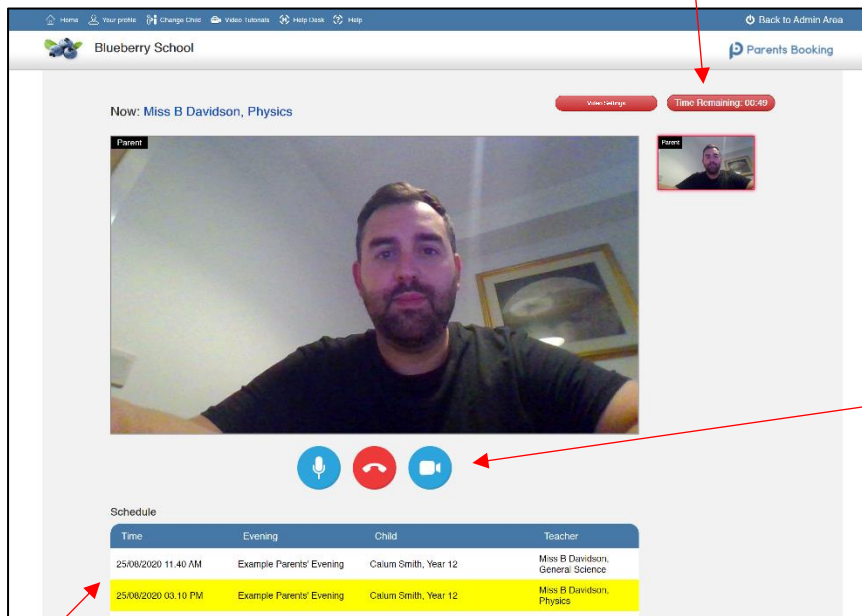 Home Your profile Change Child Video Tutorials Help Desk Help Back to Admin Area
Blueberry School Parents Booking
Now: Miss B Davidson, Physics
Video Settings Time Remaining: 00:49
Parent
Parent
Schedule
Time Evening Child Teacher
25/08/2020 11.40 AM Example Parents' Evening Calum Smith, Year 12 Miss B Davidson,
General Science
25/08/2020 03.10 PM Example Parents' Evening Calum Smith, Year 12 Miss B Davidson,
Physics